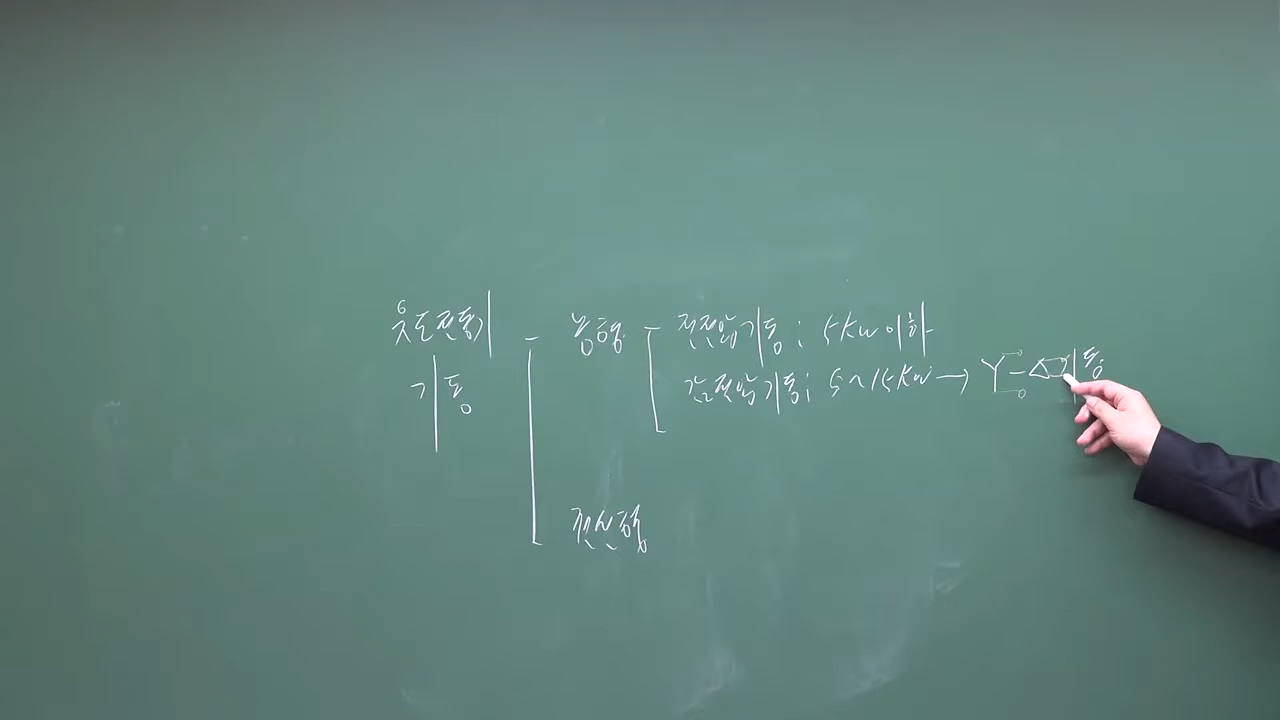 유도전동기 - 농형 - 전전압기동 ; 5Kw 이하
기동 감전압기동 ; 5~15Kw → Y-△기동
권선형